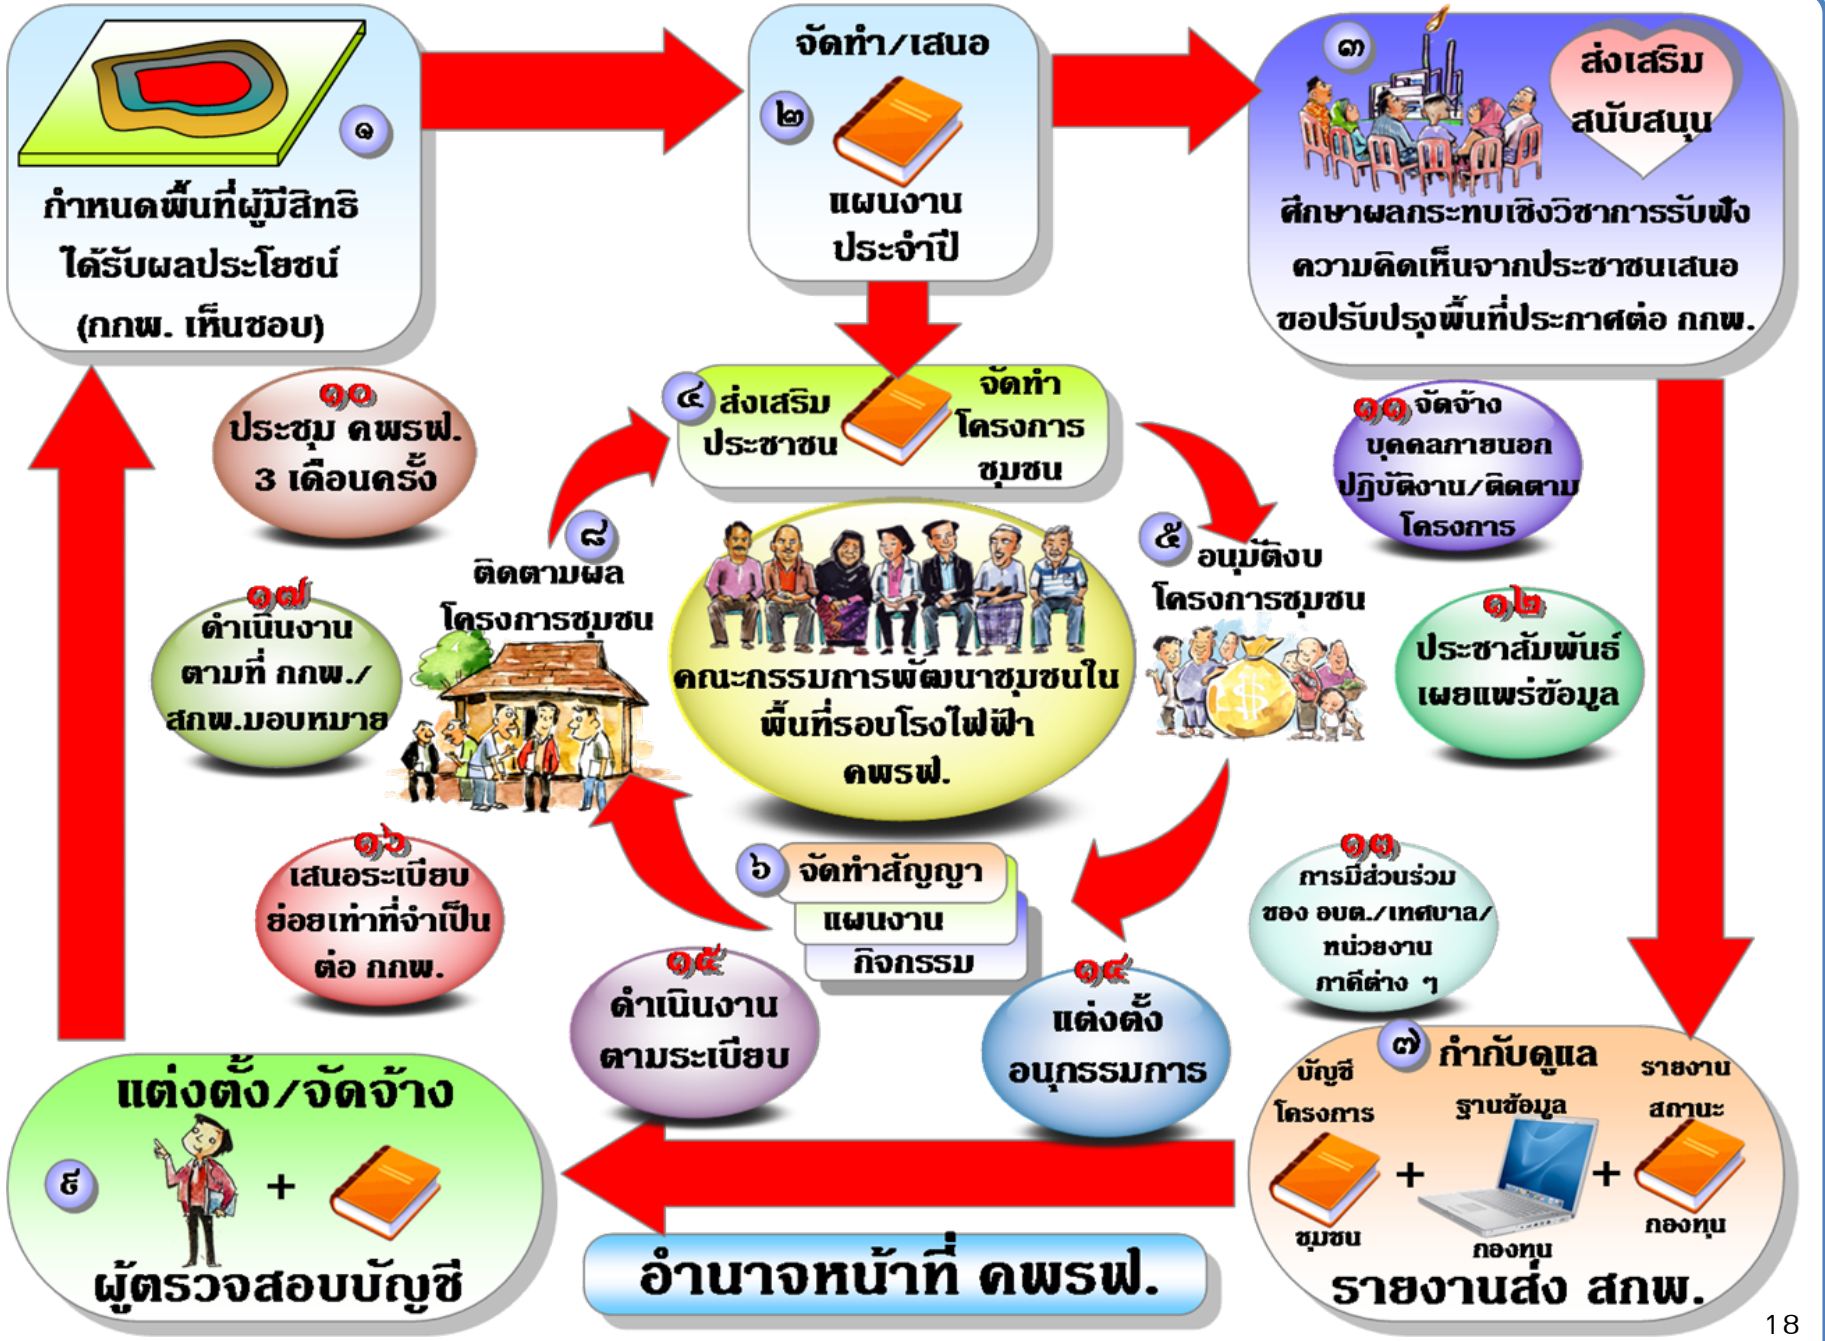 ๑
กำหนดพื้นที่ผู้มีสิทธิ
ได้รับผลประโยชน์
(กกพ. เห็นชอบ)
จัดทำ/เสนอ
๒
แผนงาน
ประจำปี
๓
ส่งเสริม
สนับสนุน
ศึกษาผลกระทบเชิงวิชาการรับฟัง
ความคิดเห็นจากประชาชนเสนอ
ขอปรับปรุงพื้นที่ประกาศต่อ กกพ.
๔
ส่งเสริม
ประชาชน
จัดทำ
โครงการ
ชุมชน
๕
อนุมัติงบ
โครงการชุมชน
$
๖
จัดทำสัญญา
แผนงาน
กิจกรรม
๘
ติดตามผล
โครงการชุมชน
คณะกรรมการพัฒนาชุมชนใน
พื้นที่รอบโรงไฟฟ้า
คพรฟ.
๑๐
ประชุม คพรฟ.
3 เดือนครั้ง
๑๑ จัดจ้าง
บุคคลภายนอก
ปฏิบัติงาน/ติดตาม
โครงการ
๑๒
ประชาสัมพันธ์
เผยแพร่ข้อมูล
๑๓
การมีส่วนร่วม
ของ อบต./เทศบาล/
หน่วยงาน
ภาคีต่าง ๆ
๑๔
แต่งตั้ง
อนุกรรมการ
๑๕
ดำเนินงาน
ตามระเบียบ
๑๖
เสนอระเบียบ
ย่อยเท่าที่จำเป็น
ต่อ กกพ.
๑๗
ดำเนินงาน
ตามที่ กกพ./
สกพ.มอบหมาย
๗
กำกับดูแล
บัญชี
โครงการ
ชุมชน
+
ฐานข้อมูล
กองทุน
+
รายงาน
สถานะ
กองทุน
รายงานส่ง สกพ.
แต่งตั้ง/จัดจ้าง
๙
+
ผู้ตรวจสอบบัญชี
อำนาจหน้าที่ คพรฟ.
18